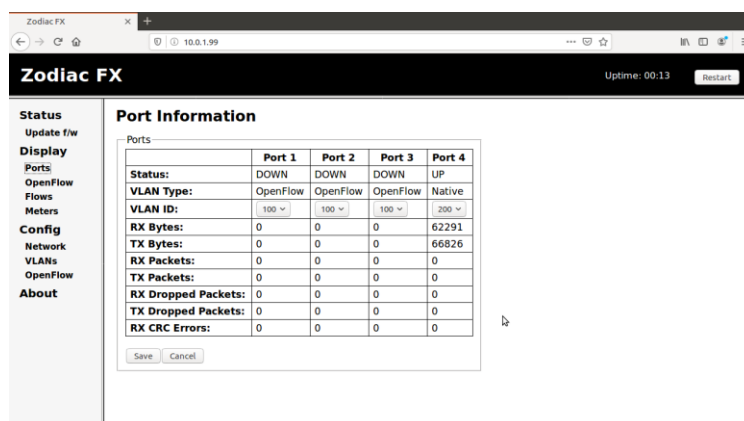 Zodiac FX × +
10.0.1.99
Zodiac FX Uptime: 00:13 Restart
Status
Update f/w
Display
Ports
OpenFlow
Flows
Meters
Config
Network
VLANs
OpenFlow
About
Port Information
Ports
Port 1 Port 2 Port 3 Port 4
Status: DOWN DOWN DOWN UP
VLAN Type: OpenFlow OpenFlow OpenFlow Native
VLAN ID: 100 100 100 200
RX Bytes: 0 0 0 62291
TX Bytes: 0 0 0 66826
RX Packets: 0 0 0 0
TX Packets: 0 0 0 0
RX Dropped Packets: 0 0 0 0
TX Dropped Packets: 0 0 0 0
RX CRC Errors: 0 0 0 0
Save Cancel